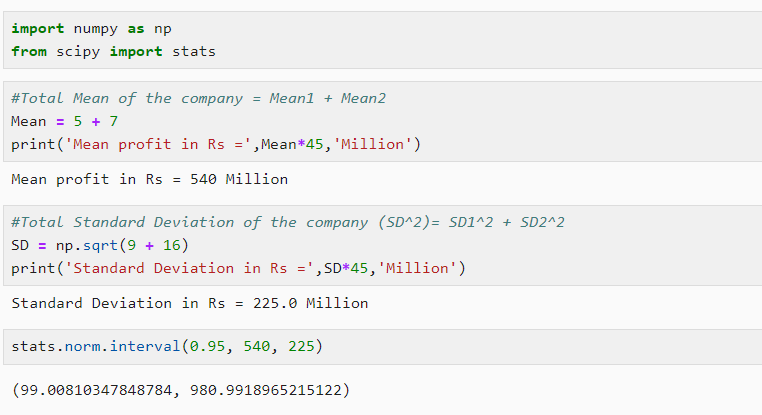 import numpy as np
from scipy import stats
#Total Mean of the company = Mean1 + Mean2
Mean = 5 + 7
print('Mean profit in Rs =',Mean*45,'Million')
Mean profit in Rs = 540 Million
#Total Standard Deviation of the company (SD^2)= SD1^2 + SD2^2
SD = np.sqrt(9 + 16)
print('Standard Deviation in Rs =',SD*45,'Million')
Standard Deviation in Rs = 225.0 Million
stats.norm.interval(0.95, 540, 225)
(99.00810347848784, 980.9918965215122)